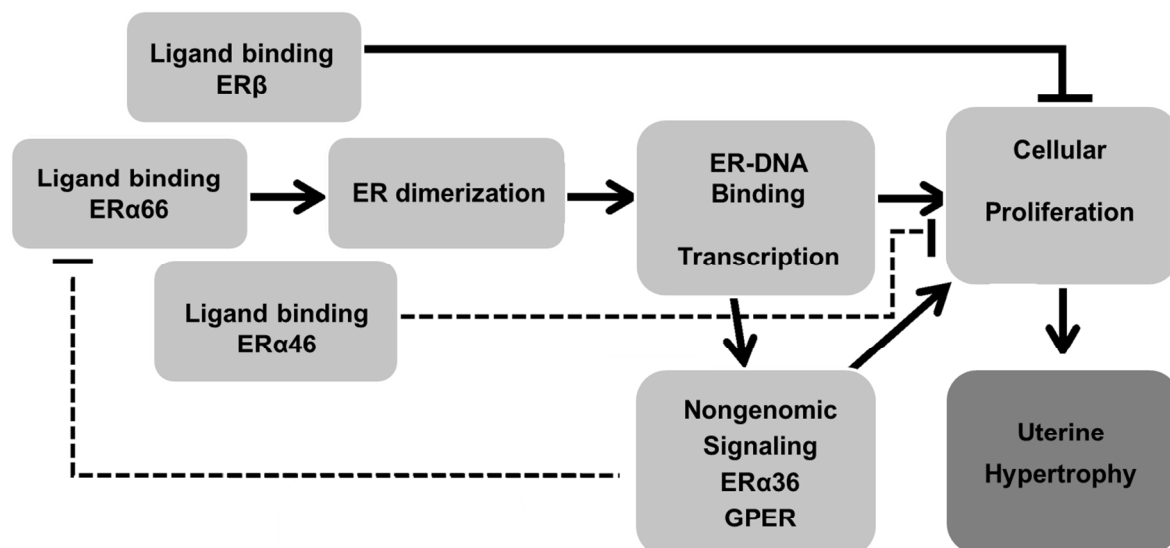 Ligand binding
ERβ
Ligand binding
ERα66
ER dimerization
ER-DNA
Binding
Transcription
Cellular
Proliferation
Ligand binding
ERα46
Nongenomic
Signaling
ERα36
GPER
Uterine
Hypertrophy